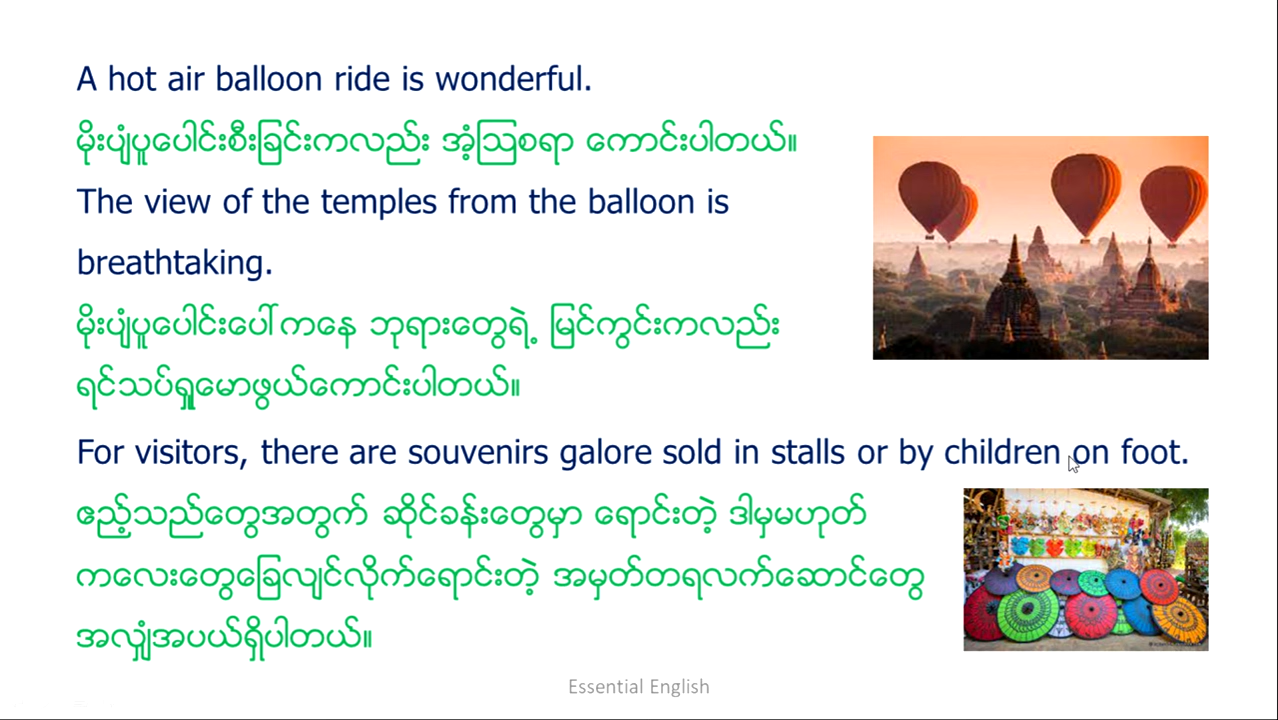 A hot air balloon ride is wonderful.
မိုးပျံပူပေါင်းစီးခြင်းကလည်း အံ့ဩစရာ ကောင်းပါတယ်။
The view of the temples from the balloon is
breathtaking.
မိုးပျံပူပေါင်းပေါ်ကနေ ဘုရားတွေရဲ့ မြင်ကွင်းကလည်း
ရင်သပ်ရှုမောဖွယ်ကောင်းပါတယ်။
For visitors, there are souvenirs galore sold in stalls or by children on foot.
ဧည့်သည်တွေအတွက် ဆိုင်ခန်းတွေမှာ ရောင်းတဲ့ ဒါမှမဟုတ်
ကလေးတွေခြေလျင်လိုက်ရောင်းတဲ့ အမှတ်တရလက်ဆောင်တွေ
အလျှံအပယ်ရှိပါတယ်။
Essential English